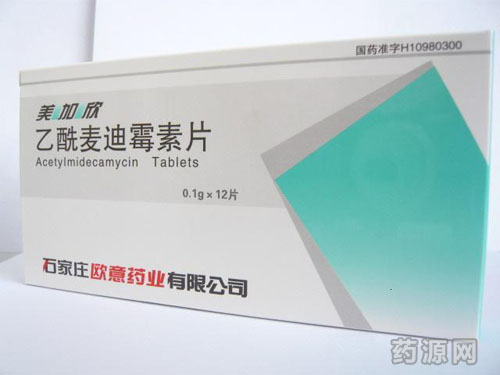 国药准字H10980300
美加欣
乙酰麦迪霉素片
Acetylmidecamycin Tablets
0.1g×12片
石家庄欧意药业有限公司
药源网